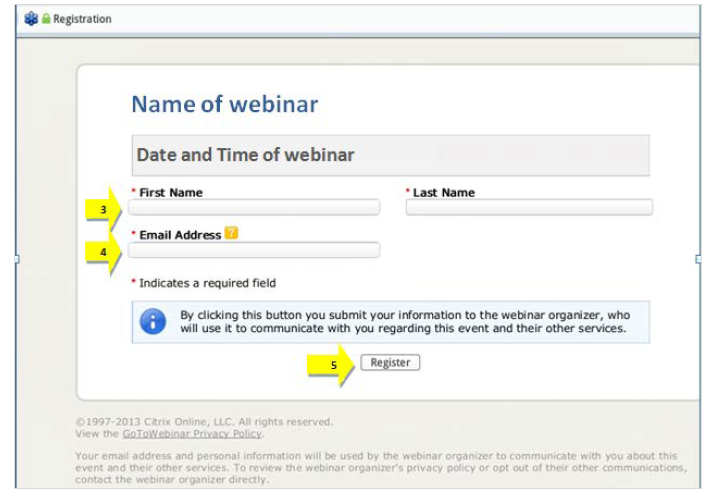 Registration
Name of webinar
Date and Time of webinar
* First Name * Last Name
3
* Email Address ?
4
* Indicates a required field
By clicking this button you submit your information to the webinar organizer, who
will use it to communicate with you regarding this event and their other services.
5 Register
©1997-2013 Citrix Online, LLC. All rights reserved.
View the GoToWebinar Privacy Policy.
Your email address and personal information will be used by the webinar organizer to communicate with you about this
event and their other services. To review the webinar organizer's privacy policy or opt out of their other communications,
contact the webinar organizer directly.